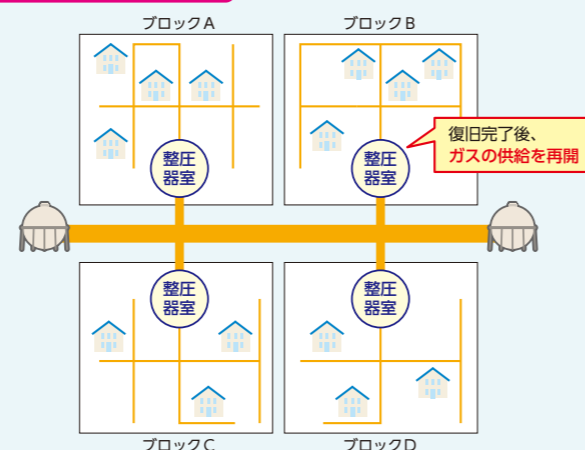 ブロックA
ブロックB
整圧
器室
整圧
器室
復旧完了後、
ガスの供給を再開
整圧
器室
整圧
器室
ブロックC
ブロックD